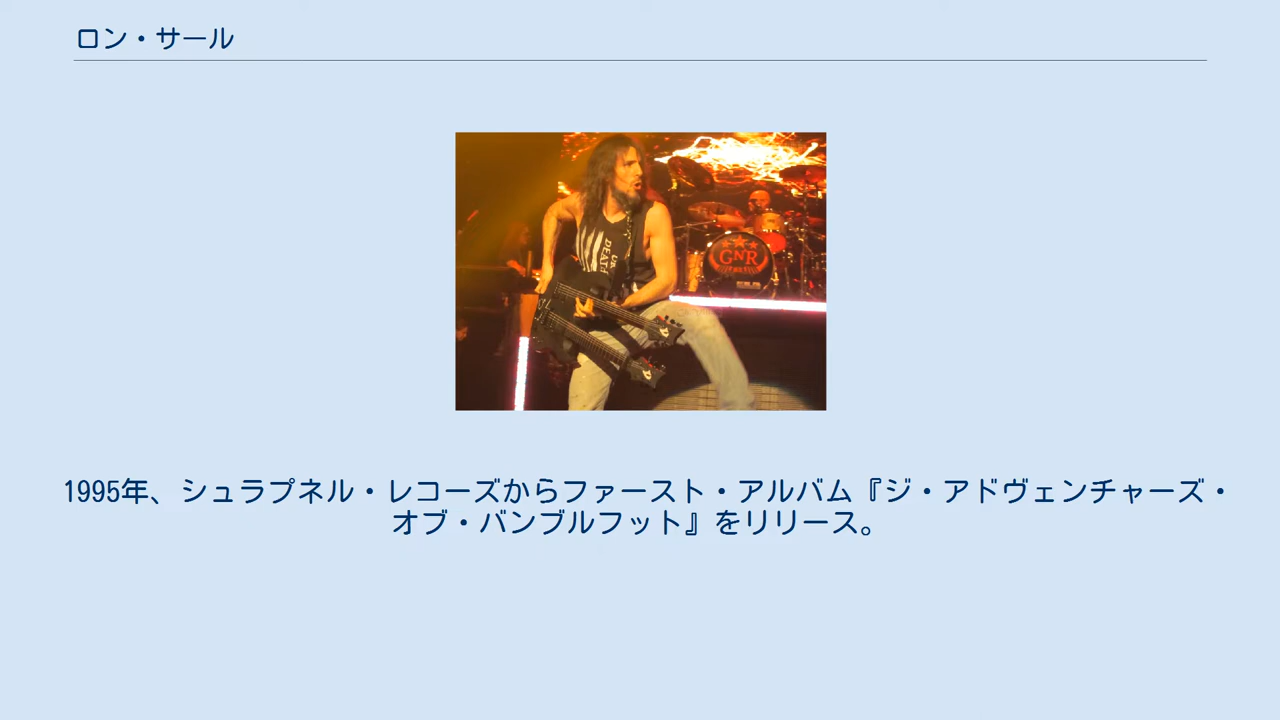 ロン・サール
GNR
1995年、シュラプネル・レコーズからファースト・アルバム『ジ・アドヴェンチャーズ・
オブ・バンブルフット』をリリース。